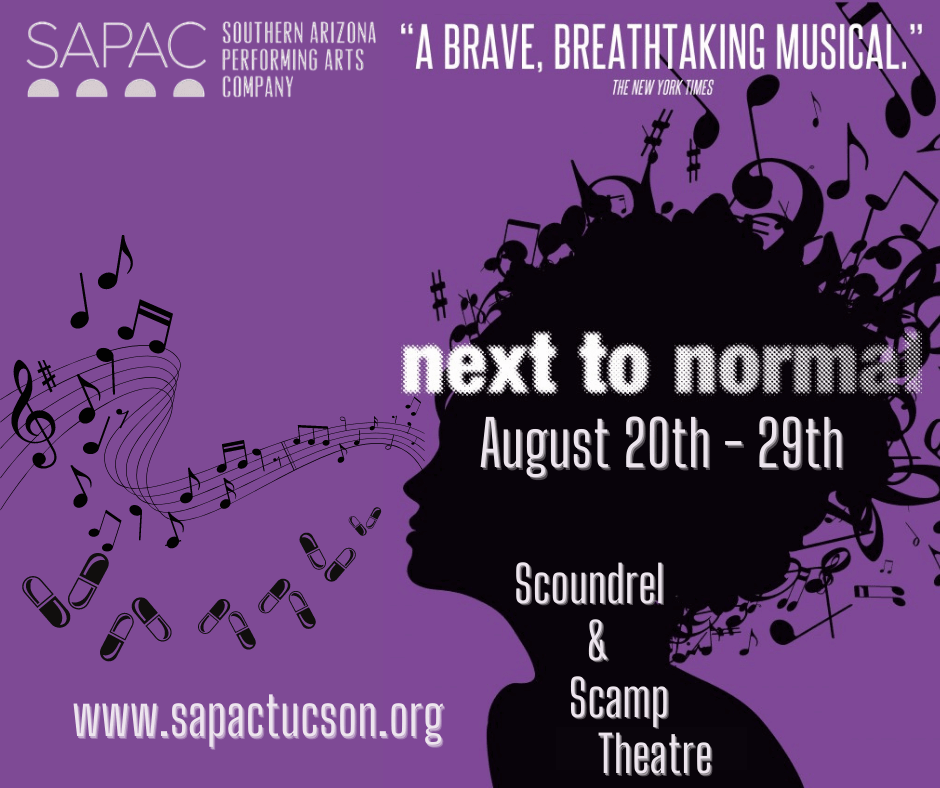 SAPAC
SOUTHERN ARIZONA
PERFORMING ARTS
COMPANY
“A BRAVE, BREATHTAKING MUSICAL.”
THE NEW YORK TIMES
next to normal
August 20th - 29th
Scoundrel
&
Scamp
Theatre
www.sapactucson.org